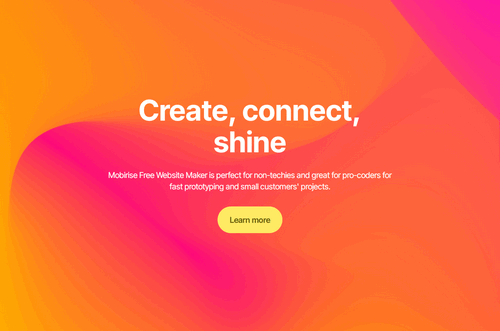 Create, connect,
shine
Mobirise Free Website Maker is perfect for non-techies and great for pro-coders for
fast prototyping and small customers' projects.
Learn more